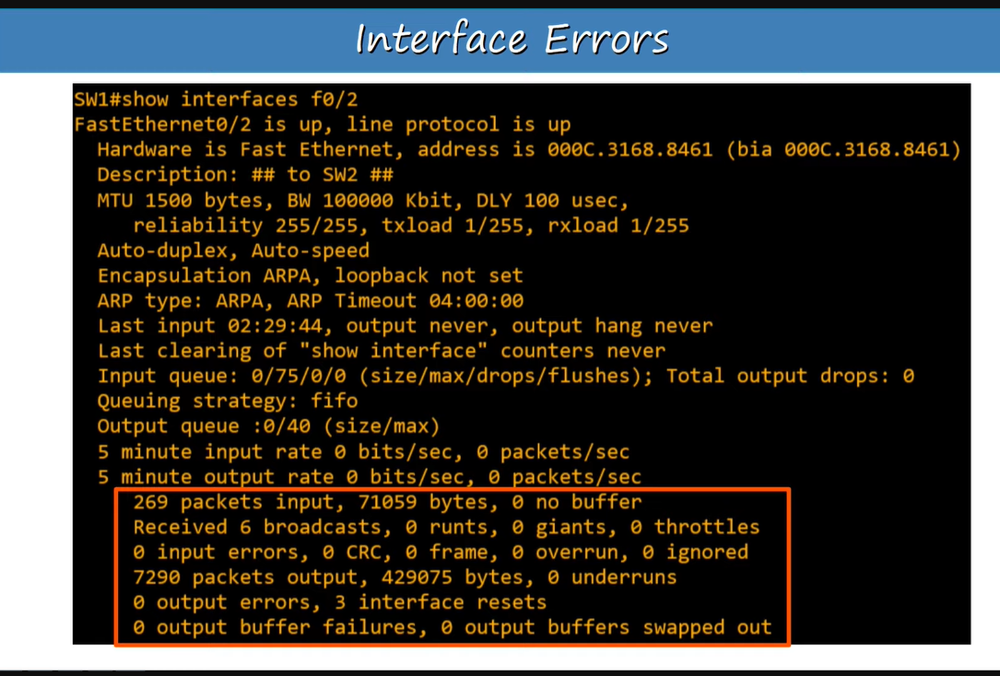 Interface Errors
SW1#show interfaces f0/2
FastEthernet0/2 is up, line protocol is up
Hardware is Fast Ethernet, address is 000C.3168.8461 (bia 000C.3168.8461)
Description: ## to SW2 ##
MTU 1500 bytes, BW 100000 Kbit, DLY 100 usec,
reliability 255/255, txload 1/255, rxload 1/255
Auto-duplex, Auto-speed
Encapsulation ARPA, loopback not set
ARP type: ARPA, ARP Timeout 04:00:00
Last input 02:29:44, output never, output hang never
Last clearing of "show interface" counters never
Input queue: 0/75/0/0 (size/max/drops/flushes); Total output drops: 0
Queuing strategy: fifo
Output queue :0/40 (size/max)
5 minute input rate 0 bits/sec, 0 packets/sec
5 minute output rate 0 bits/sec, 0 packets/sec
269 packets input, 71059 bytes, 0 no buffer
Received 6 broadcasts, 0 runts, 0 giants, 0 throttles
0 input errors, 0 CRC, 0 frame, 0 overrun, 0 ignored
7290 packets output, 429075 bytes, 0 underruns
0 output errors, 3 interface resets
0 output buffer failures, 0 output buffers swapped out